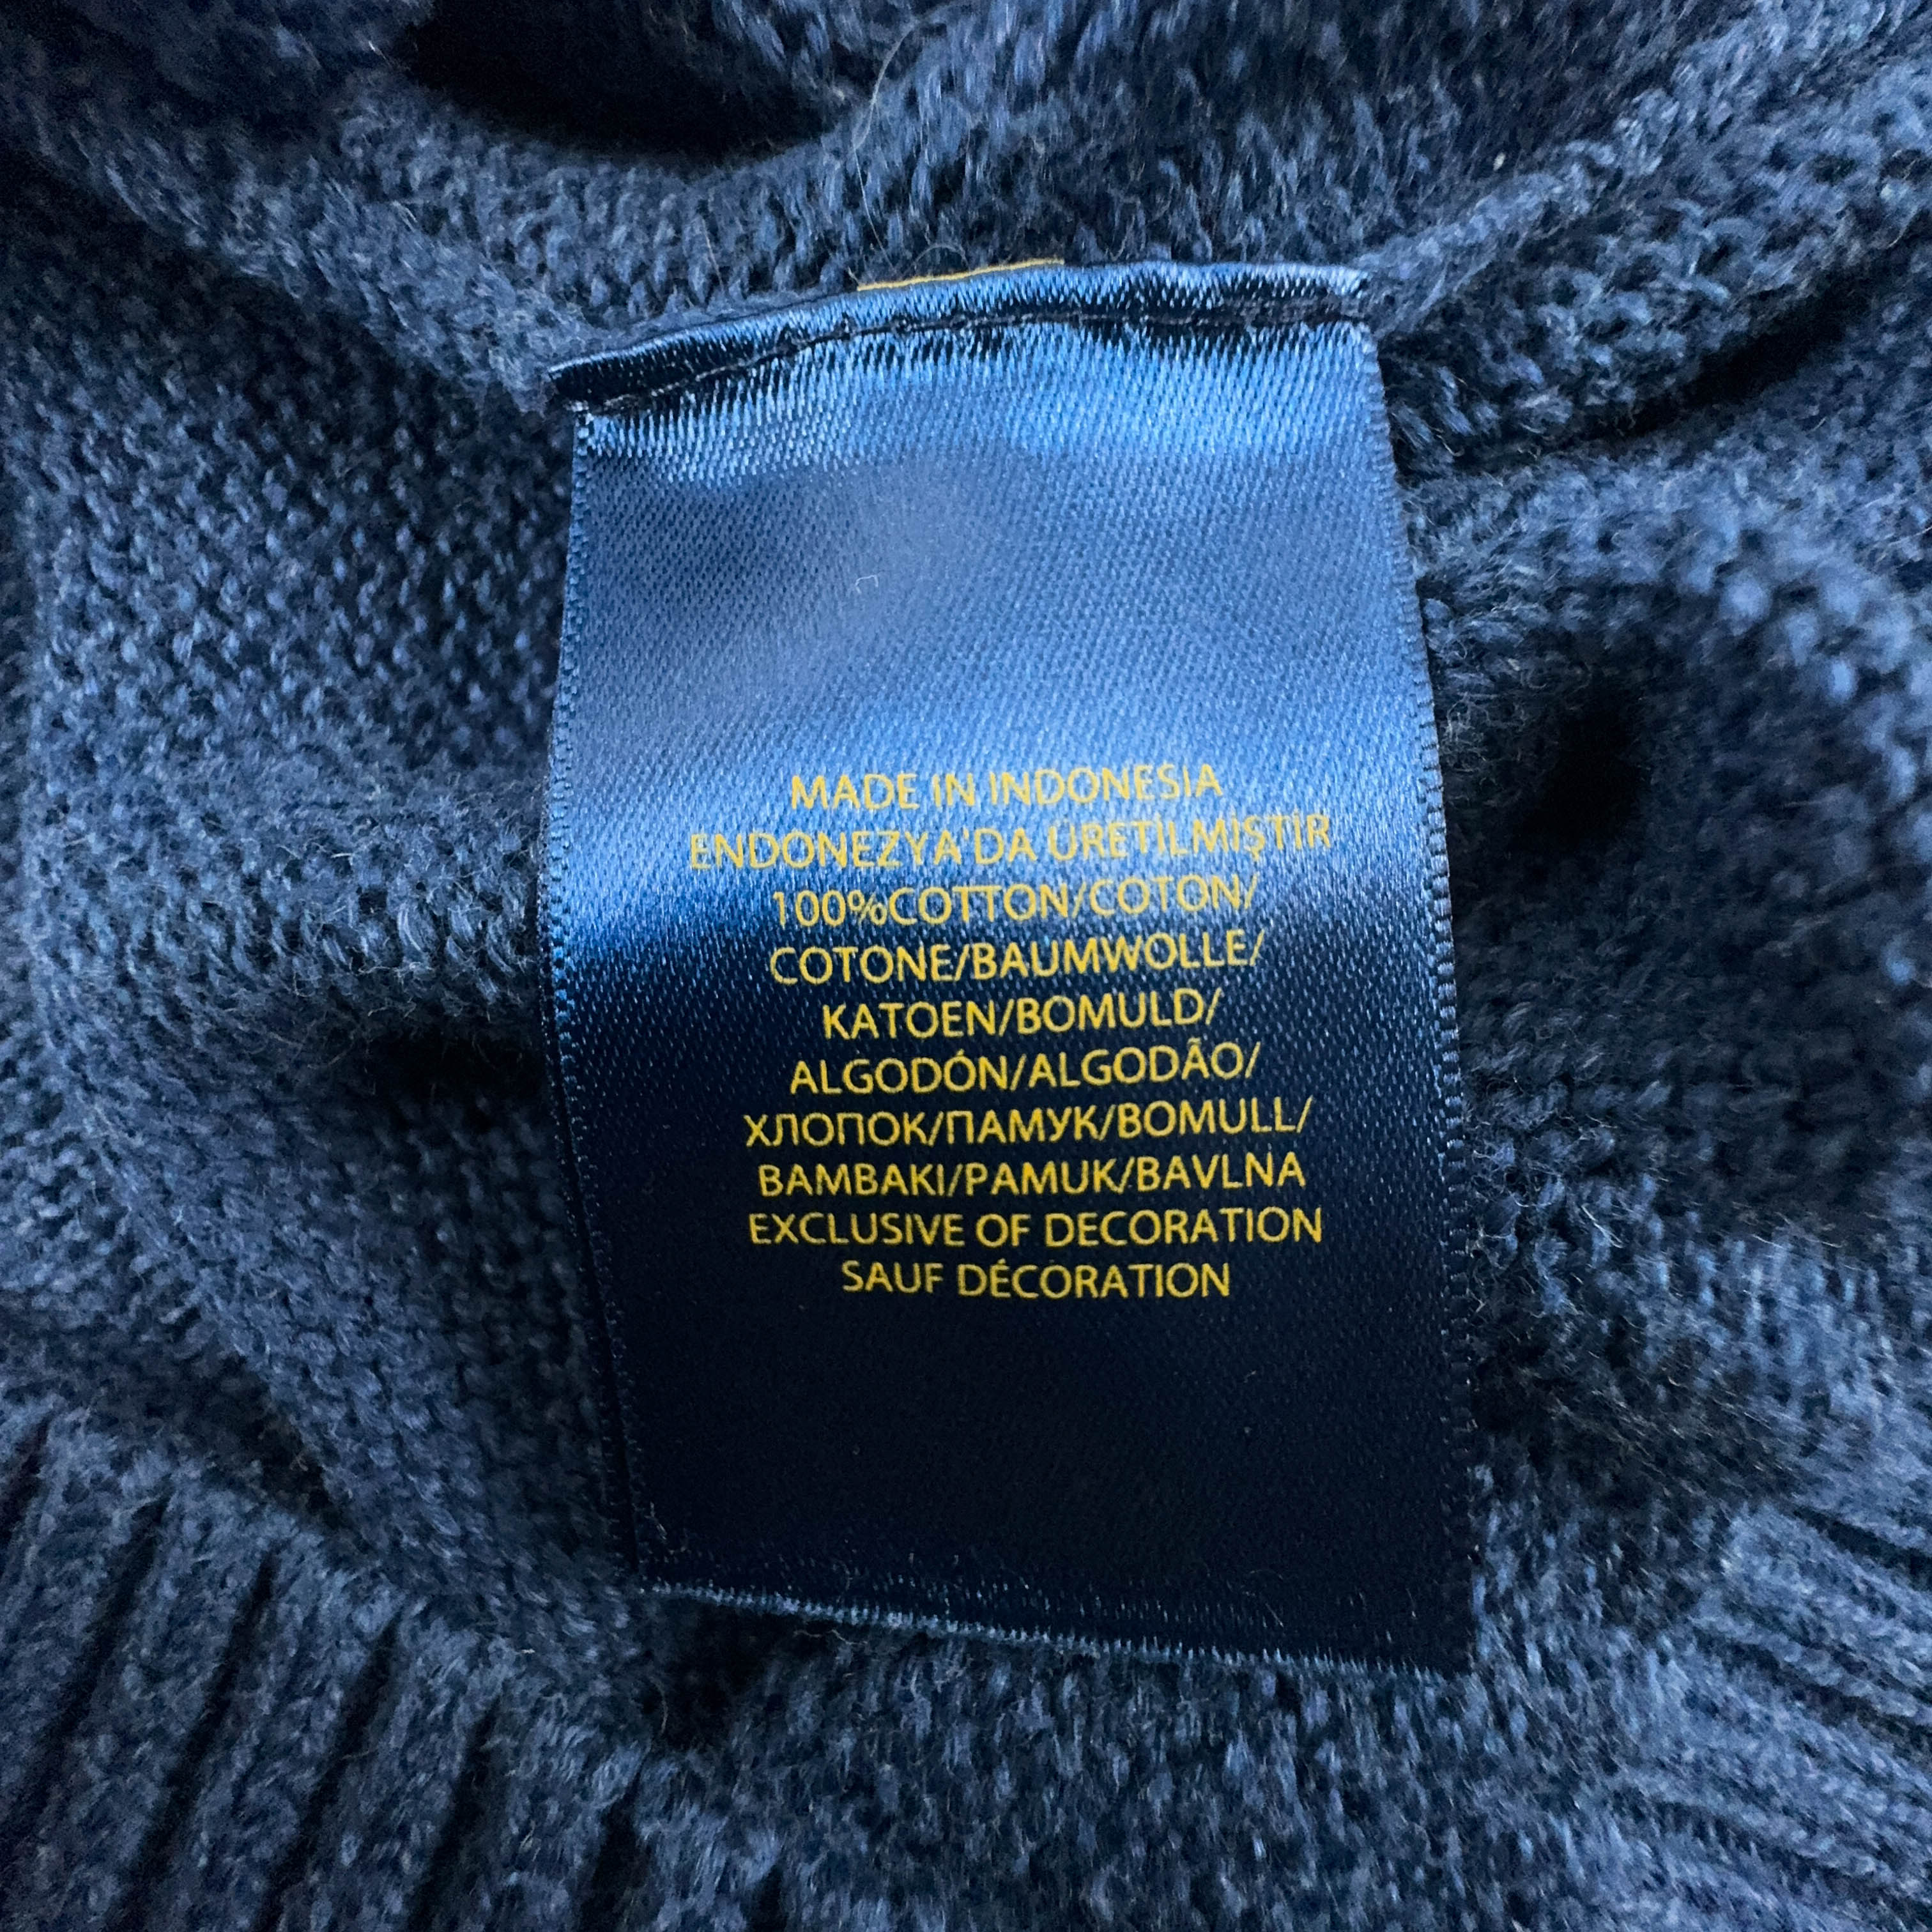 MADE IN INDONESIA
ENDONEZYA'DA ÜRETİLMİŞTİR
100%COTTON/COTON/
COTONE/BAUMWOLLE/
KATOEN/BOMULD/
ALGODÓN/ALGODÃO/
ХЛОПОК/ПАМУК/BOMULL/
BAMBAKI/PAMUK/BAVLNA
EXCLUSIVE OF DECORATION
SAUF DÉCORATION